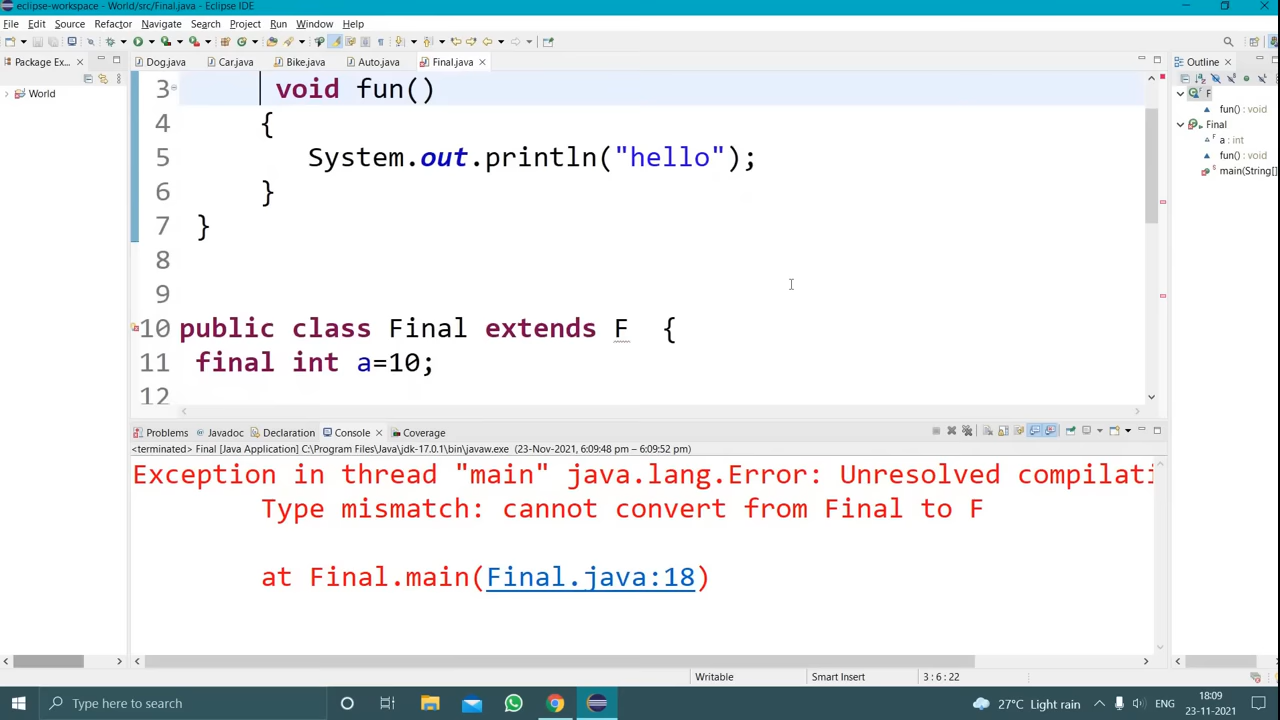 eclipse-workspace - World/src/Final.java - Eclipse IDE
File Edit Source Refactor Navigate Search Project Run Window Help
Package Ex...
Dog.java Car.java Bike.java Auto.java Final.java
Outline
World
3 void fun()
4 {
5 System.out.println("hello");
6 }
7 }
8
9
10 public class Final extends F {
11 final int a=10;
12
F
fun() : void
Final
a : int
fun() : void
main(String[]
Problems Javadoc Declaration Console Coverage
<terminated> Final [Java Application] C:\Program Files\Java\jdk-17.0.1\bin\javaw.exe (23-Nov-2021, 6:09:48 pm – 6:09:52 pm)
Exception in thread "main" java.lang.Error: Unresolved compilati
Type mismatch: cannot convert from Final to F
at Final.main(Final.java:18)
Writable Smart Insert 3 : 6 : 22
Type here to search
27°C Light rain
ENG
18:09
23-11-2021